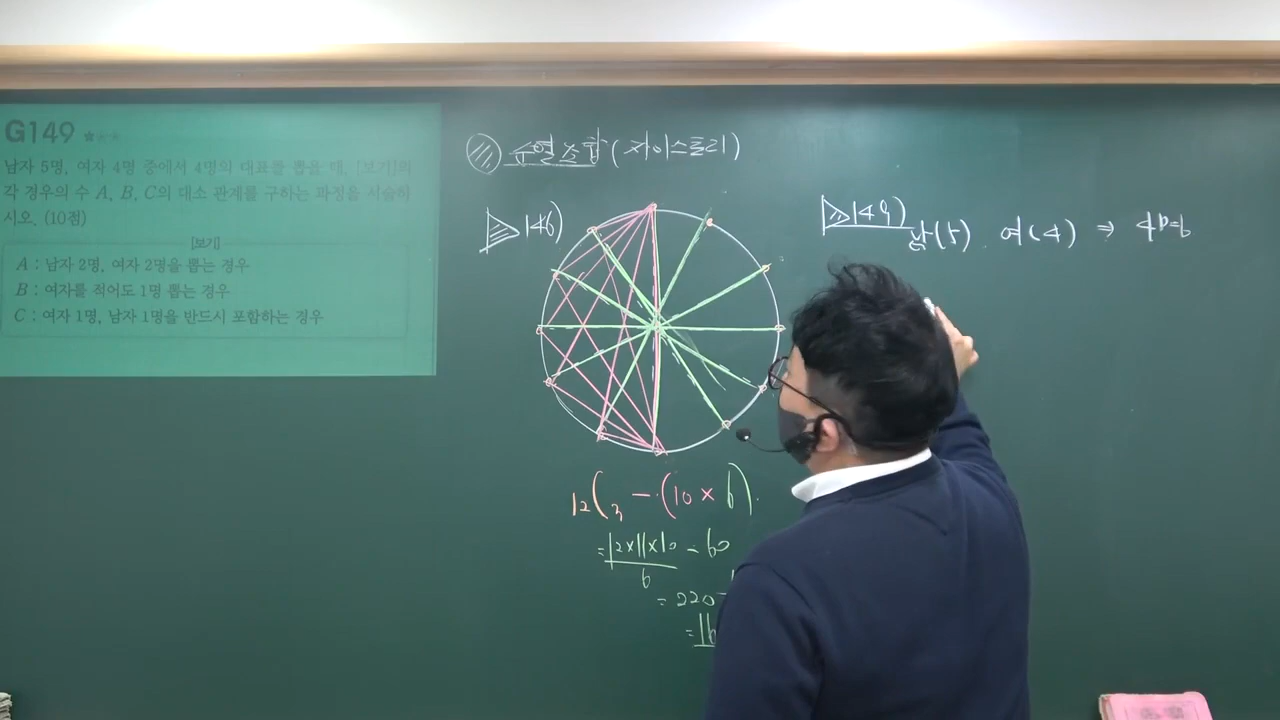 G149
남자 5명, 여자 4명 중에서 4명의 대표를 뽑을 때, [보기]의
각 경우의 수 A, B, C의 대소 관계를 구하는 과정을 서술하
시오. (10점)
[보기]
A : 남자 2명, 여자 2명을 뽑는 경우
B : 여자를 적어도 1명 뽑는 경우
C : 여자 1명, 남자 1명을 반드시 포함하는 경우
순열조합(자이스토리)
146)
12C3 - (10 × 6).
= 12×11×10 / 6 - 60
= 220 -
149)
남(5). 여(4) ⇒